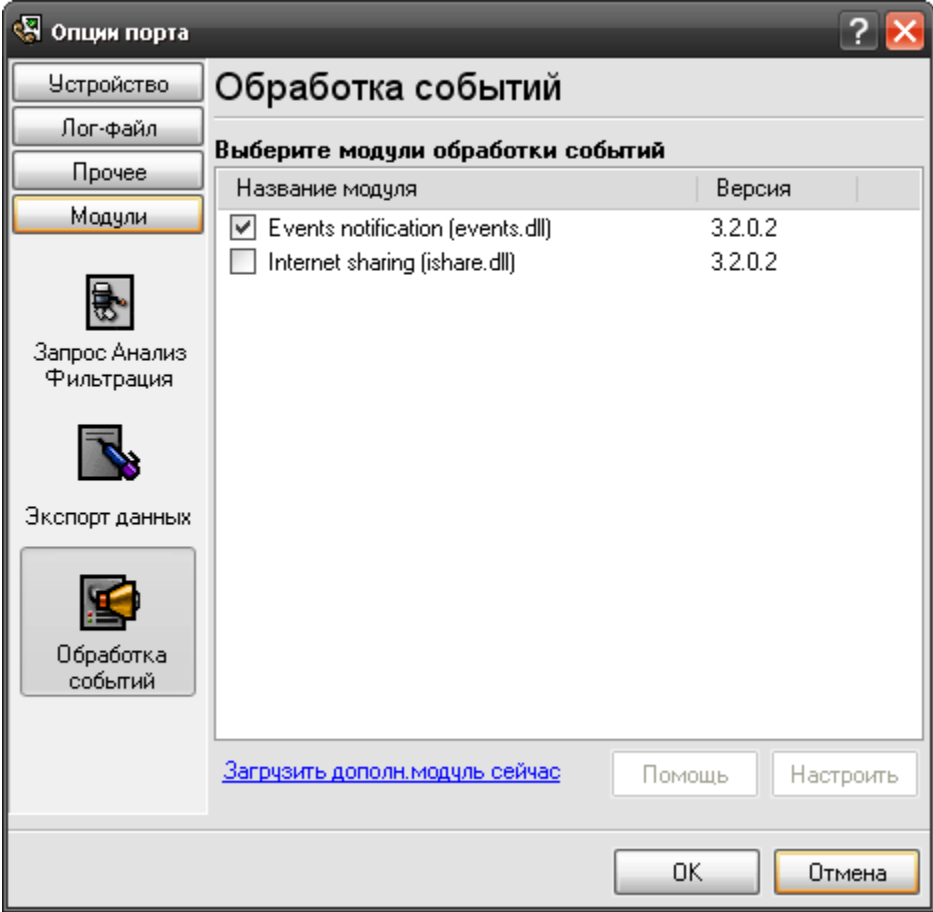 Опции порта
?
Устройство
Лог-файл
Прочее
Модули
Запрос Анализ
Фильтрация
Экспорт данных
Обработка
событий
Обработка событий
Выберите модули обработки событий
Название модуля Версия
Events notification (events.dll) 3.2.0.2
Internet sharing (ishare.dll) 3.2.0.2
Загрузить дополн.модуль сейчас
Помощь
Настроить
OK
Отмена